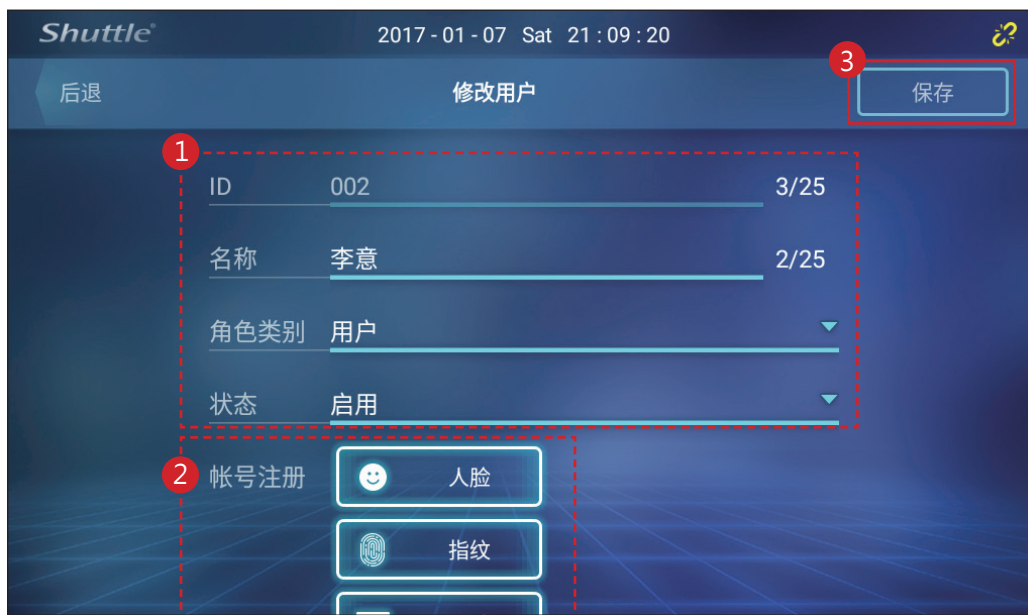 Shuttle® 2017 - 01 - 07 Sat 21 : 09 : 20
3
后退 修改用户 保存
1
ID 002 3/25
名称 李意 2/25
角色类别 用户
状态 启用
2 帐号注册 人脸
指纹